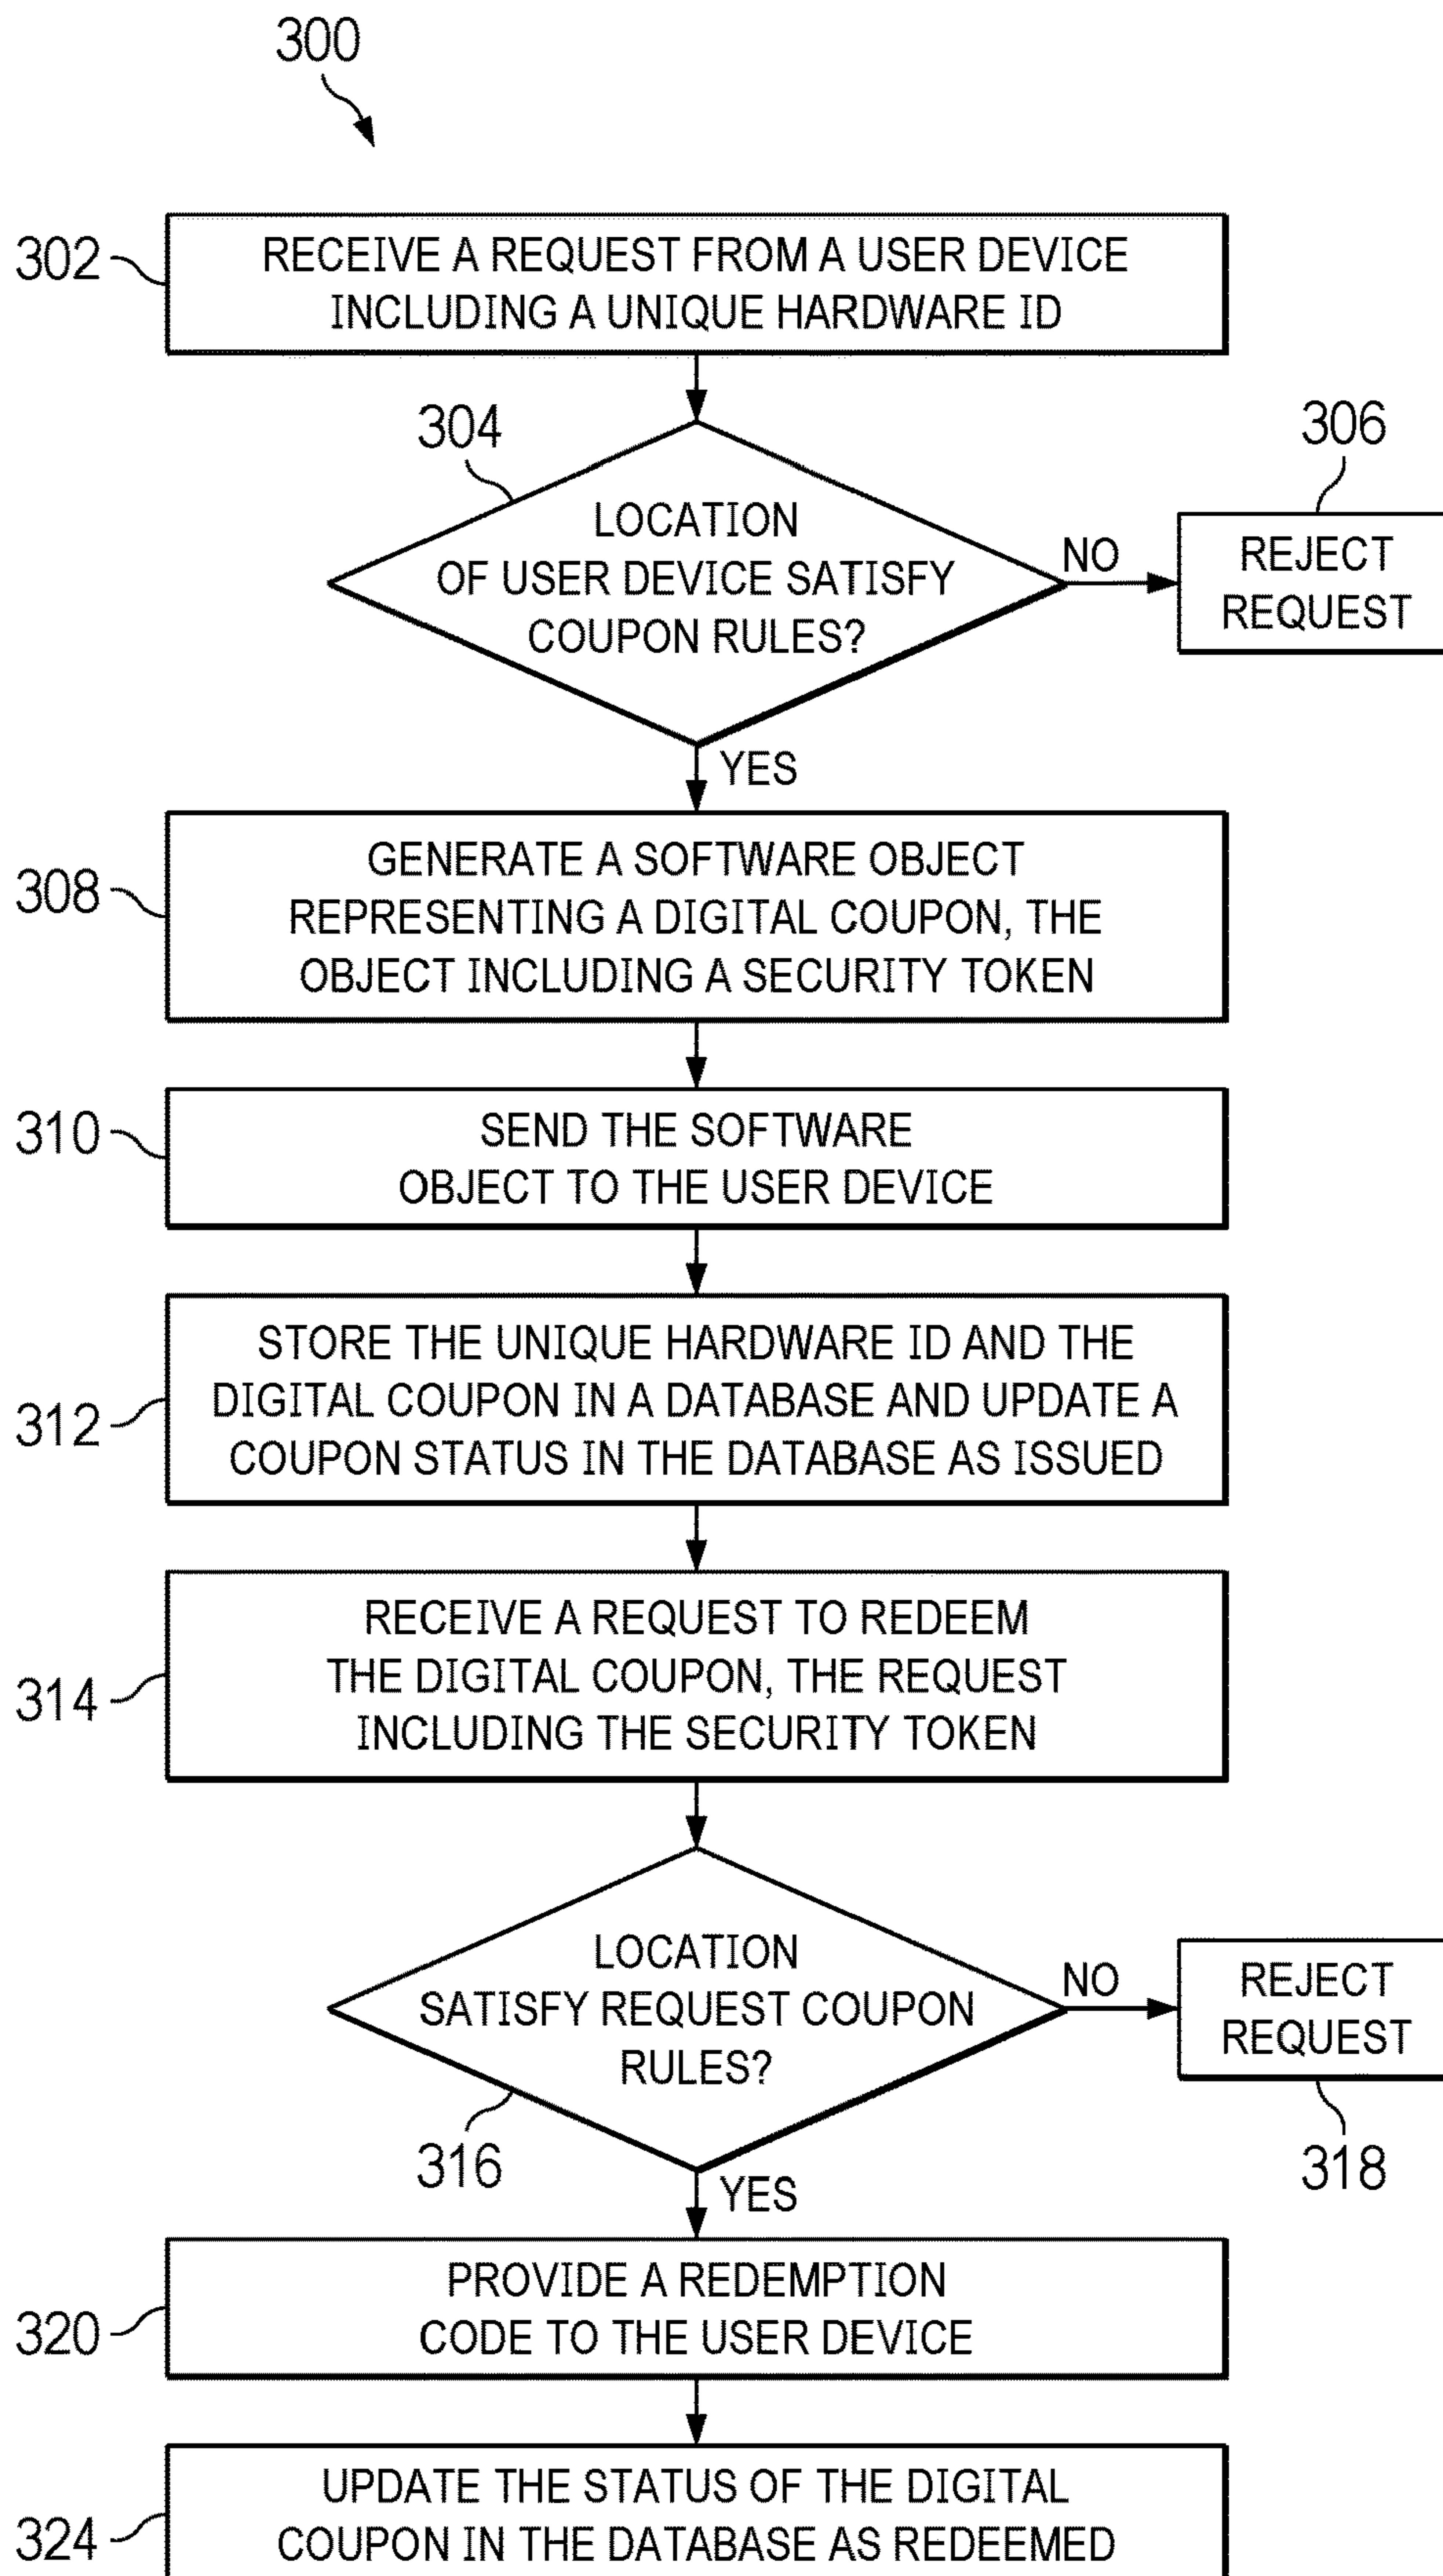 300
302
RECEIVE A REQUEST FROM A USER DEVICE
INCLUDING A UNIQUE HARDWARE ID
304
LOCATION
OF USER DEVICE SATISFY
COUPON RULES?
NO
306
REJECT
REQUEST
YES
308
GENERATE A SOFTWARE OBJECT
REPRESENTING A DIGITAL COUPON, THE
OBJECT INCLUDING A SECURITY TOKEN
310
SEND THE SOFTWARE
OBJECT TO THE USER DEVICE
312
STORE THE UNIQUE HARDWARE ID AND THE
DIGITAL COUPON IN A DATABASE AND UPDATE A
COUPON STATUS IN THE DATABASE AS ISSUED
314
RECEIVE A REQUEST TO REDEEM
THE DIGITAL COUPON, THE REQUEST
INCLUDING THE SECURITY TOKEN
LOCATION
SATISFY REQUEST COUPON
RULES?
316
NO
REJECT
REQUEST
318
YES
320
PROVIDE A REDEMPTION
CODE TO THE USER DEVICE
324
UPDATE THE STATUS OF THE DIGITAL
COUPON IN THE DATABASE AS REDEEMED